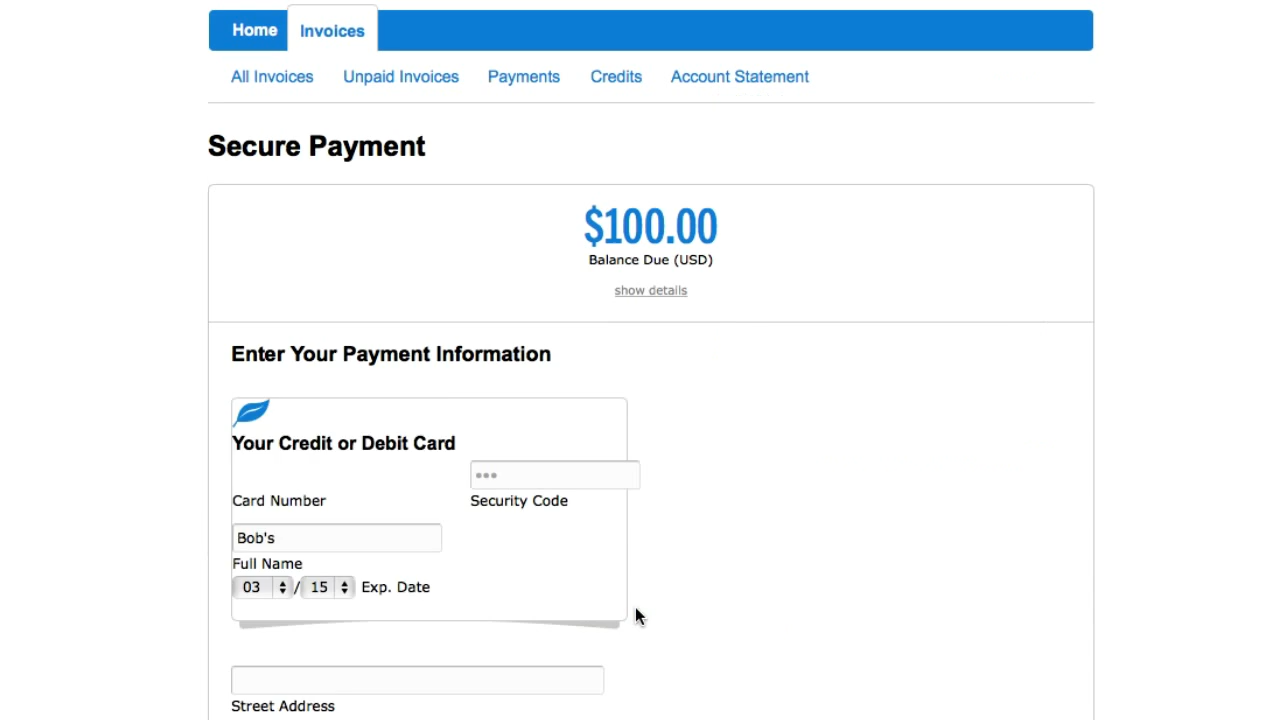 Home Invoices
All Invoices Unpaid Invoices Payments Credits Account Statement
Secure Payment
$100.00
Balance Due (USD)
show details
Enter Your Payment Information
Your Credit or Debit Card
•••
Card Number Security Code
Bob's
Full Name
03 / 15 Exp. Date
Street Address